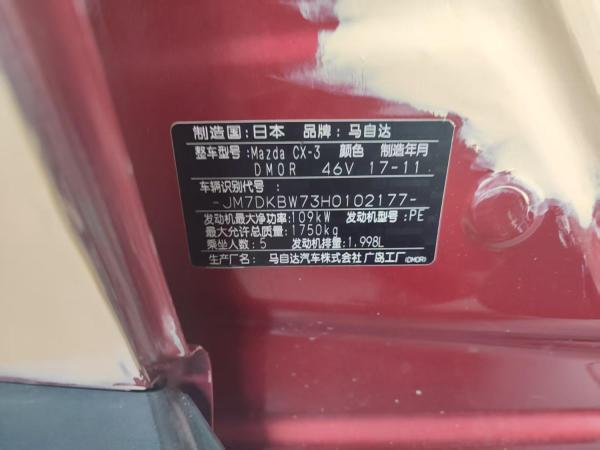 制造国:日本 品牌: 马自达
整车型号:Mazda CX-3 颜色 制造年月
DMOR 46V 17-11.
车辆识别代号:
-JM7DKBW73H0102177-
发动机最大净功率:109kW 发动机型号:PE
最大允许总质量:1750kg
乘坐人数:5 发动机排量:1.998L
生产厂名: 马自达汽车株式会社 广岛工厂(DMOR)